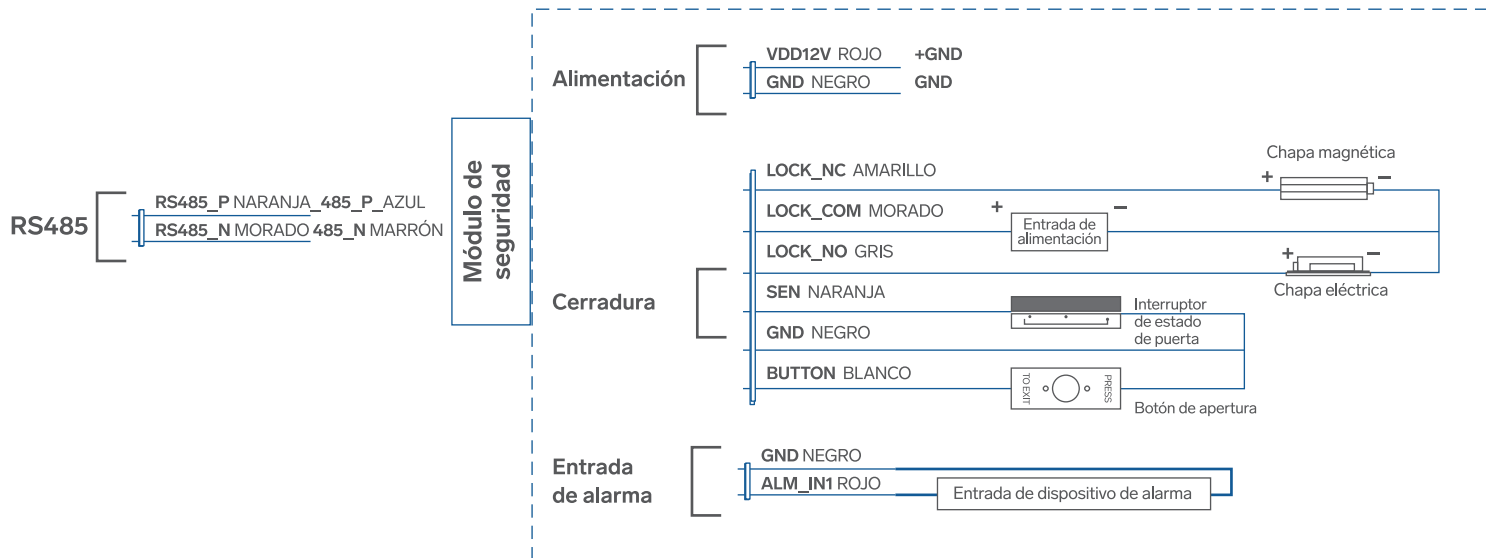 RS485
RS485_P NARANJA_485_P_AZUL
RS485_N MORADO 485_N MARRÓN
Módulo de
seguridad
Alimentación
VDD12V ROJO +GND
GND NEGRO GND
Cerradura
LOCK_NC AMARILLO
Chapa magnética
+ −
LOCK_COM MORADO
+ −
Entrada de
alimentación
LOCK_NO GRIS
+ −
Chapa eléctrica
SEN NARANJA
Interruptor
de estado
de puerta
GND NEGRO
BUTTON BLANCO
TO EXIT
PRESS
Botón de apertura
Entrada
de alarma
GND NEGRO
ALM_IN1 ROJO
Entrada de dispositivo de alarma